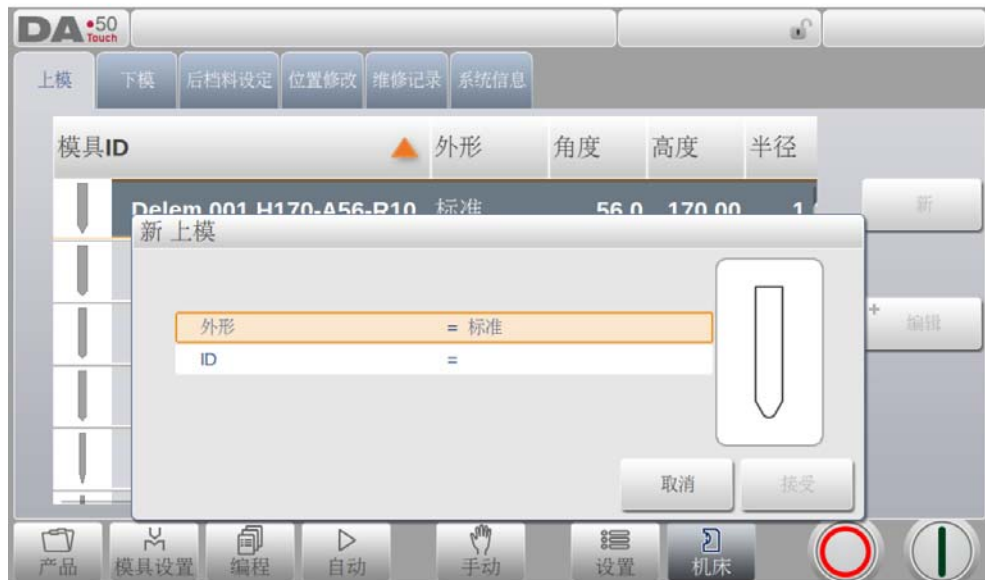 DA •50
Touch
上模 下模 后档料设定 位置修改 维修记录 系统信息
模具ID 外形 角度 高度 半径
Delem 001 H170-A56-R10 标准 56.0 170.00
新
新 上模
外形 = 标准
ID =
编辑
取消 接受
产品 模具设置 编程 自动 手动 设置 机床